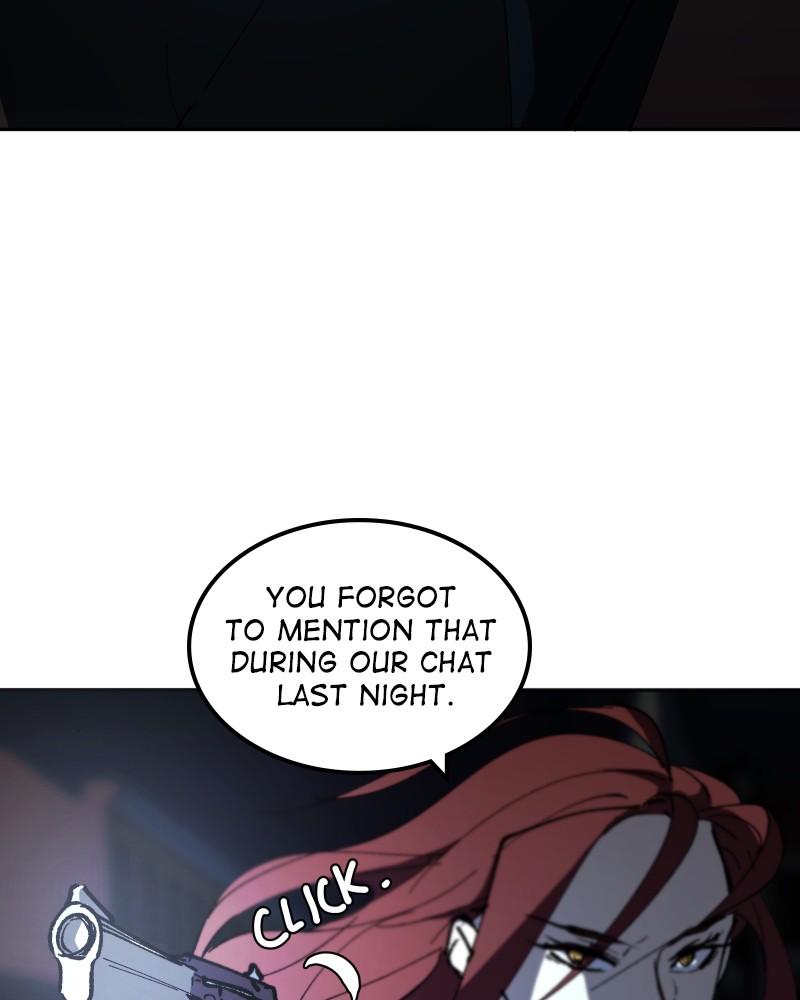 YOU FORGOT
TO MENTION THAT
DURING OUR CHAT
LAST NIGHT.
CLICK.